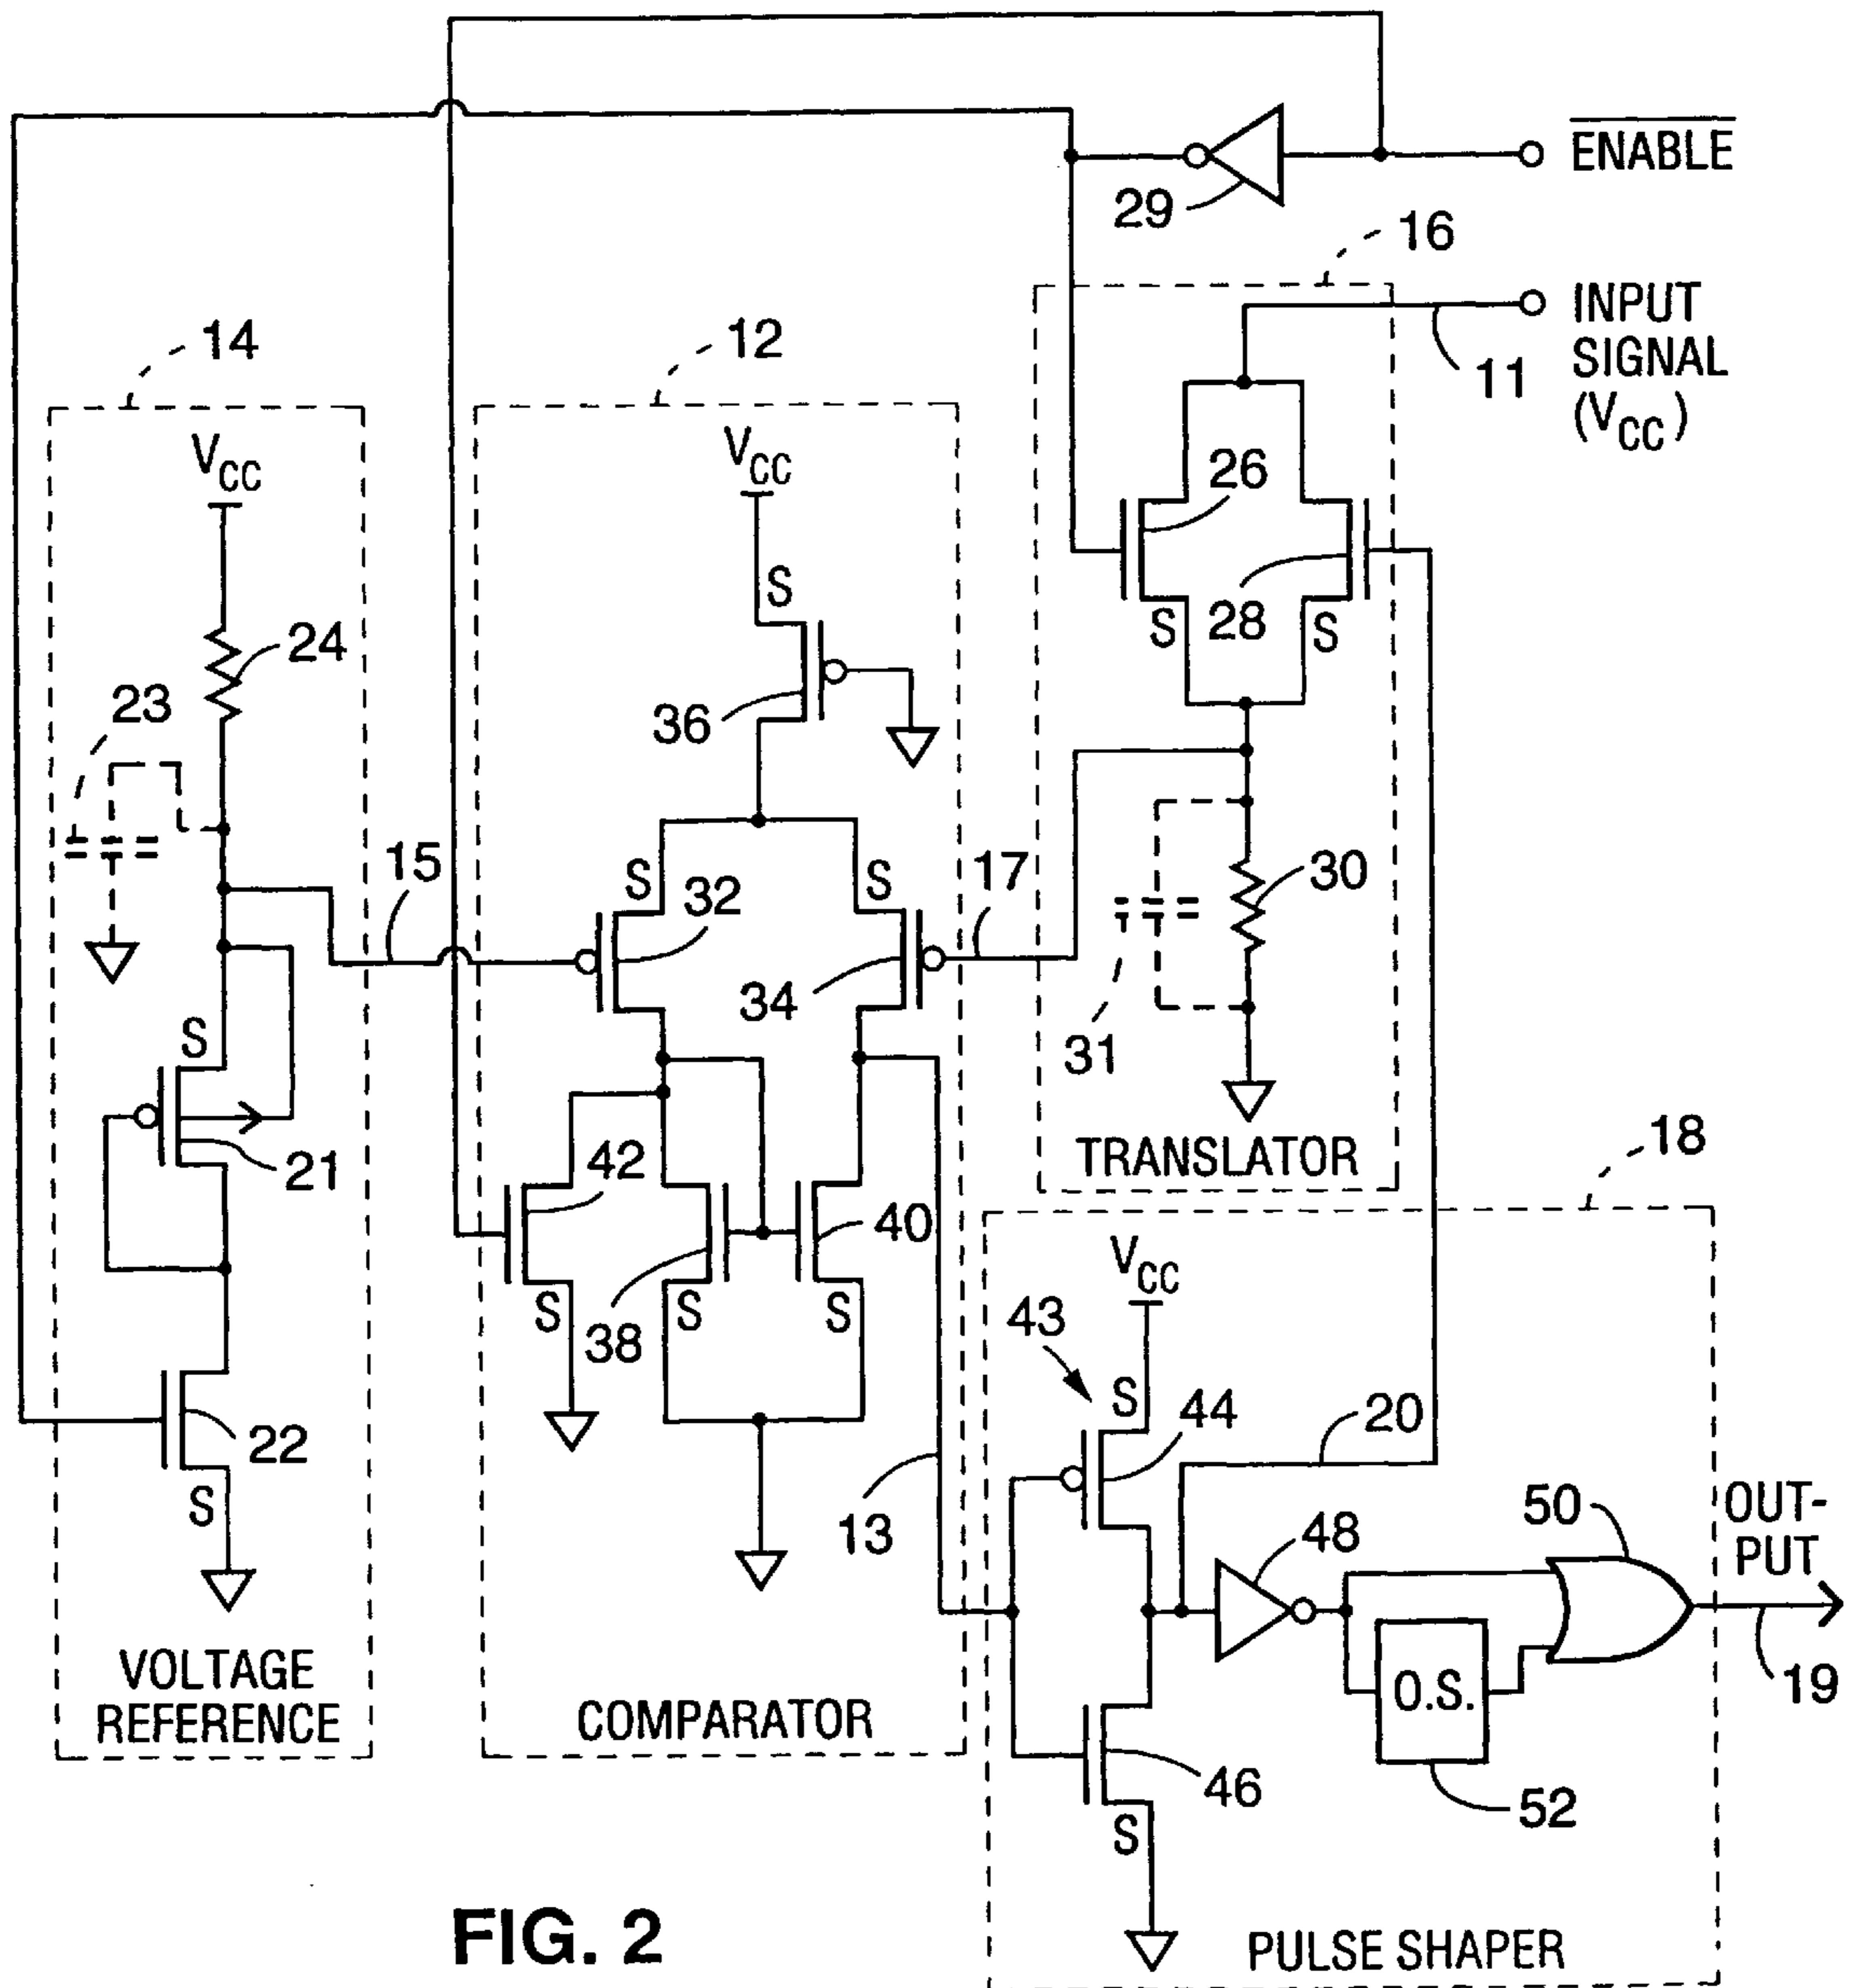 ENABLE
29
16
INPUT
SIGNAL
(VCC)
11
14
12
VCC
VCC
26
S
24
S
28
S
23
36
15
S
S
17
30
32
34
S
31
21
42
TRANSLATOR
18
40
VCC
S
S
S
38
43
S
44
20
22
S
13
48
50
OUT-
PUT
O.S.
19
VOLTAGE
REFERENCE
COMPARATOR
46
52
S
FIG. 2
PULSE SHAPER